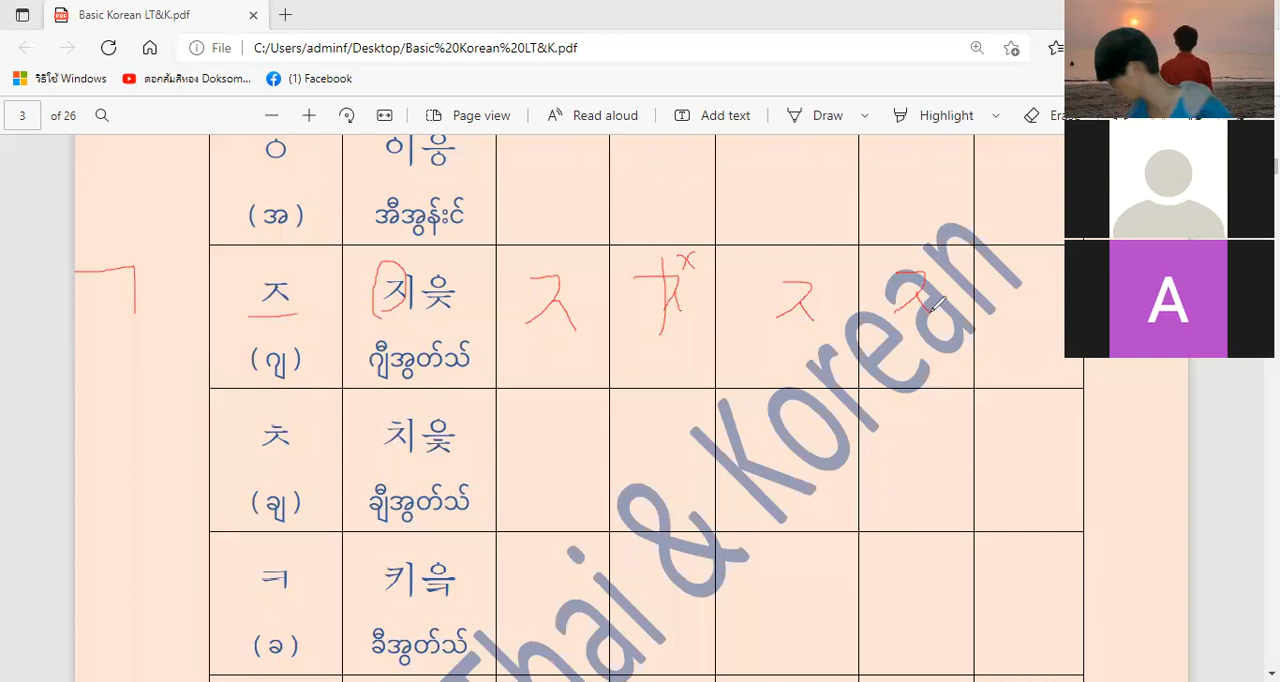 Basic Korean LT&K.pdf
File
C:/Users/adminf/Desktop/Basic%20Korean%20LT&K.pdf
วิธีใช้ Windows
ดอกส้มสีทอง Doksom...
(1) Facebook
3 of 26
Page view
Read aloud
Add text
Draw
Highlight
ㅇ 이응
(အ) အီအွန်းင်
ㄱ ㅈ 지읒 ㅈ x ㅈ ㅈ
(ဂျ) ဂျီအွတ်သ်
ㅊ 치읓
(ချ) ချီအွတ်သ်
ㅋ 키읔
(ခ) ခီအွတ်သ်
Thai & Korean
A